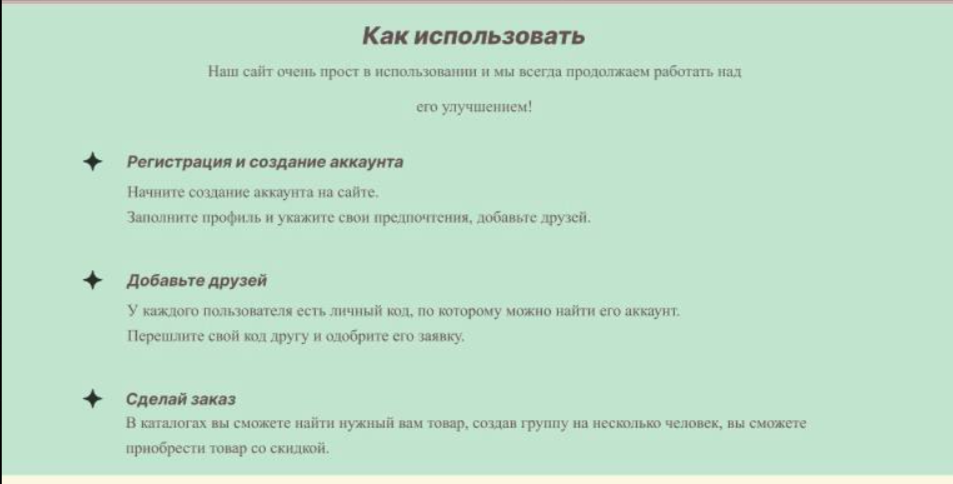 Как использовать
Наш сайт очень прост в использовании и мы всегда продолжаем работать над
его улучшением!
Регистрация и создание аккаунта
Начните создание аккаунта на сайте.
Заполните профиль и укажите свои предпочтения, добавьте друзей.
Добавьте друзей
У каждого пользователя есть личный код, по которому можно найти его аккаунт.
Перешлите свой код другу и одобрите его заявку.
Сделай заказ
В каталогах вы сможете найти нужный вам товар, создав группу на несколько человек, вы сможете
приобрести товар со скидкой.